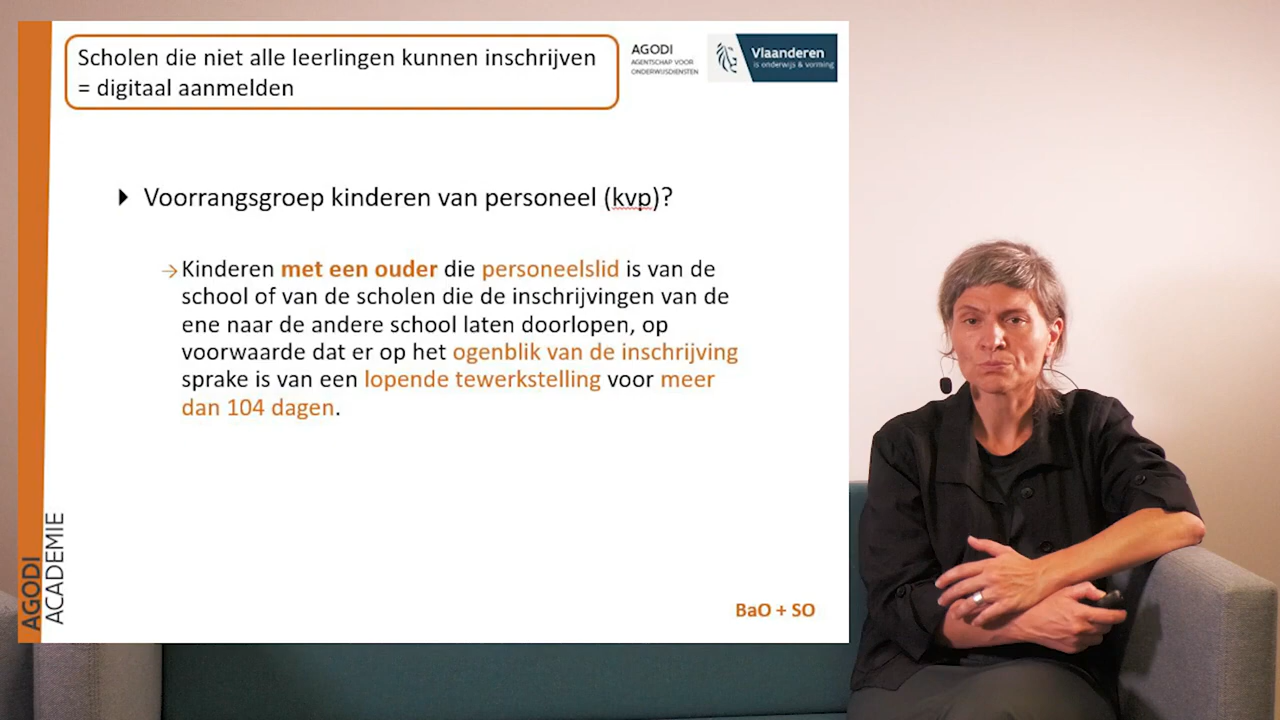 Scholen die niet alle leerlingen kunnen inschrijven
= digitaal aanmelden
AGODI
AGENTSCHAP VOOR
ONDERWIJSDIENSTEN
Vlaanderen
is onderwijs & vorming
Voorrangsgroep kinderen van personeel (kvp)?
→ Kinderen met een ouder die personeelslid is van de
school of van de scholen die de inschrijvingen van de
ene naar de andere school laten doorlopen, op
voorwaarde dat er op het ogenblik van de inschrijving
sprake is van een lopende tewerkstelling voor meer
dan 104 dagen.
AGODI
ACADEMIE
BaO + SO